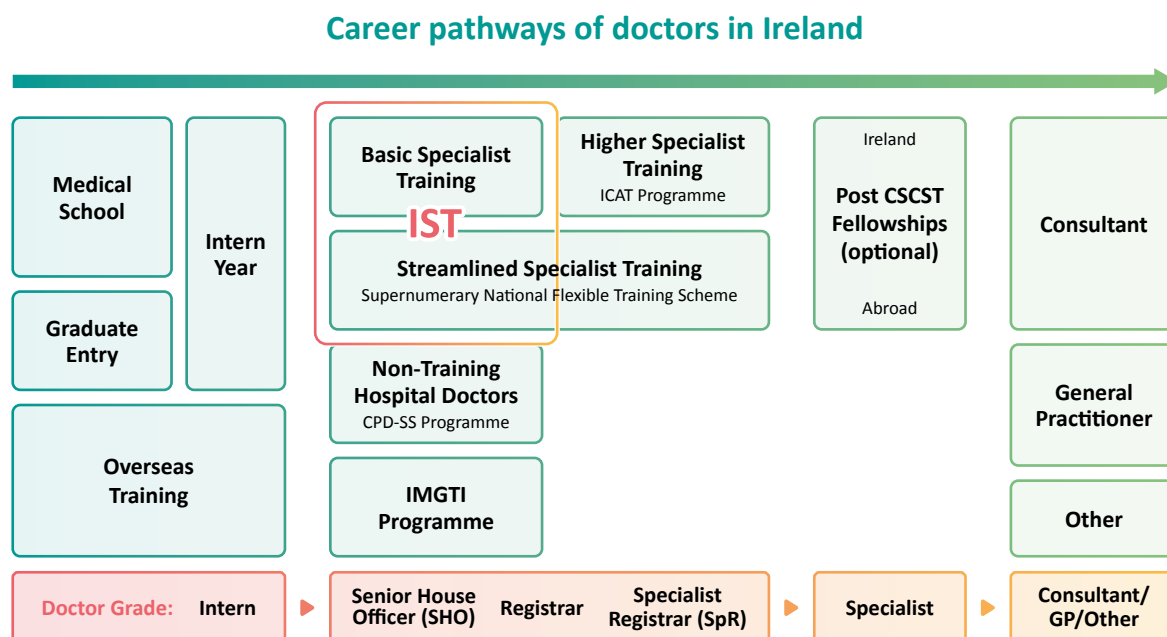 Career pathways of doctors in Ireland
Medical
School
Graduate
Entry
Intern
Year
Overseas
Training
Basic Specialist
Training
IST
Higher Specialist
Training
ICAT Programme
Streamlined Specialist Training
Supernumerary National Flexible Training Scheme
Non-Training
Hospital Doctors
CPD-SS Programme
IMGTI
Programme
Ireland
Post CSCST
Fellowships
(optional)
Abroad
Consultant
General
Practitioner
Other
Doctor Grade: Intern
Senior House
Officer (SHO)
Registrar
Specialist
Registrar (SpR)
Specialist
Consultant/
GP/Other